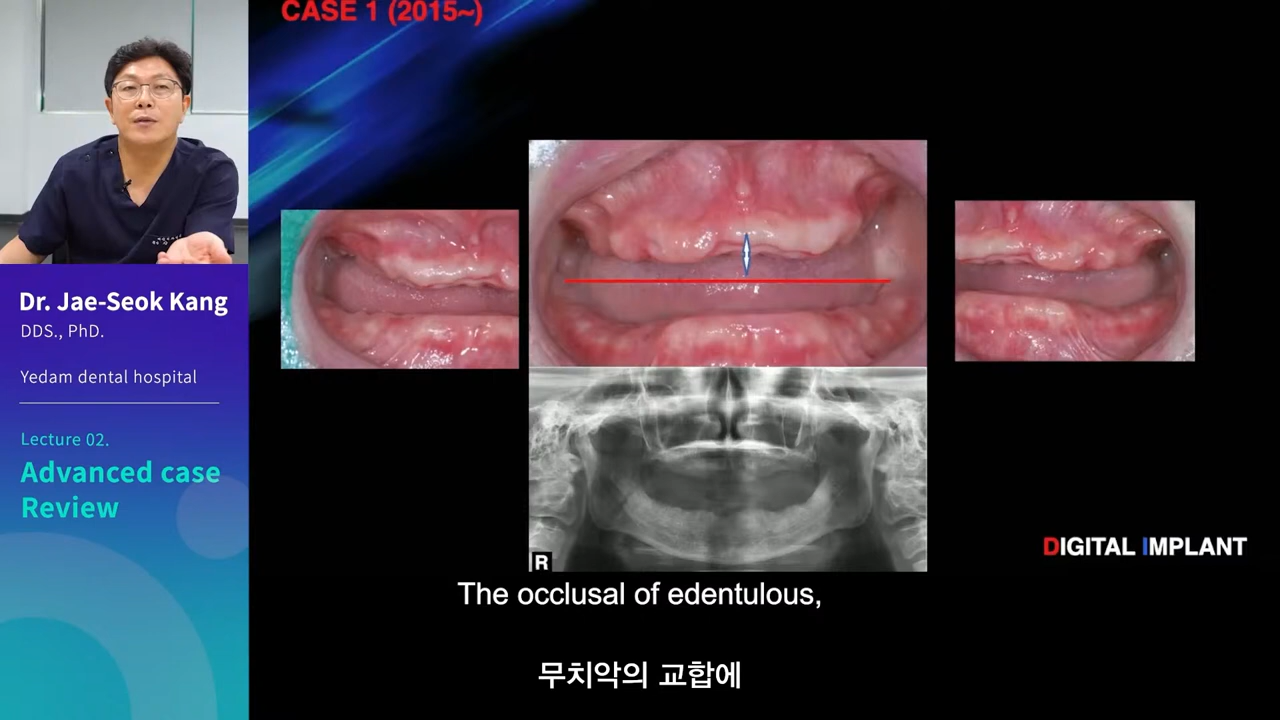 CASE 1 (2015~)
Dr. Jae-Seok Kang
DDS., PhD.
Yedam dental hospital
Lecture 02.
Advanced case
Review
R
DIGITAL IMPLANT
The occlusal of edentulous,
무치악의 교합에